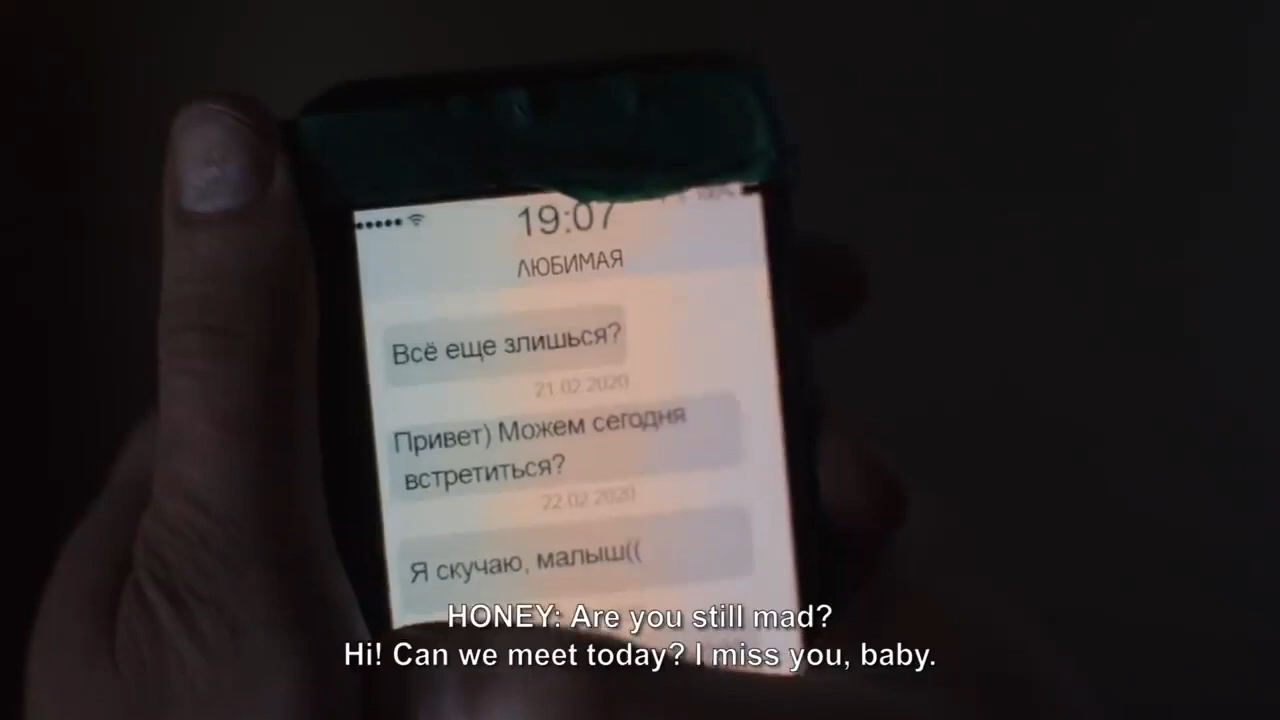 19:07
ЛЮБИМАЯ
Всё еще злишься?
21.02.2020
Привет) Можем сегодня
встретиться?
22.02.2020
Я скучаю, малыш((
HONEY: Are you still mad?
Hi! Can we meet today? I miss you, baby.